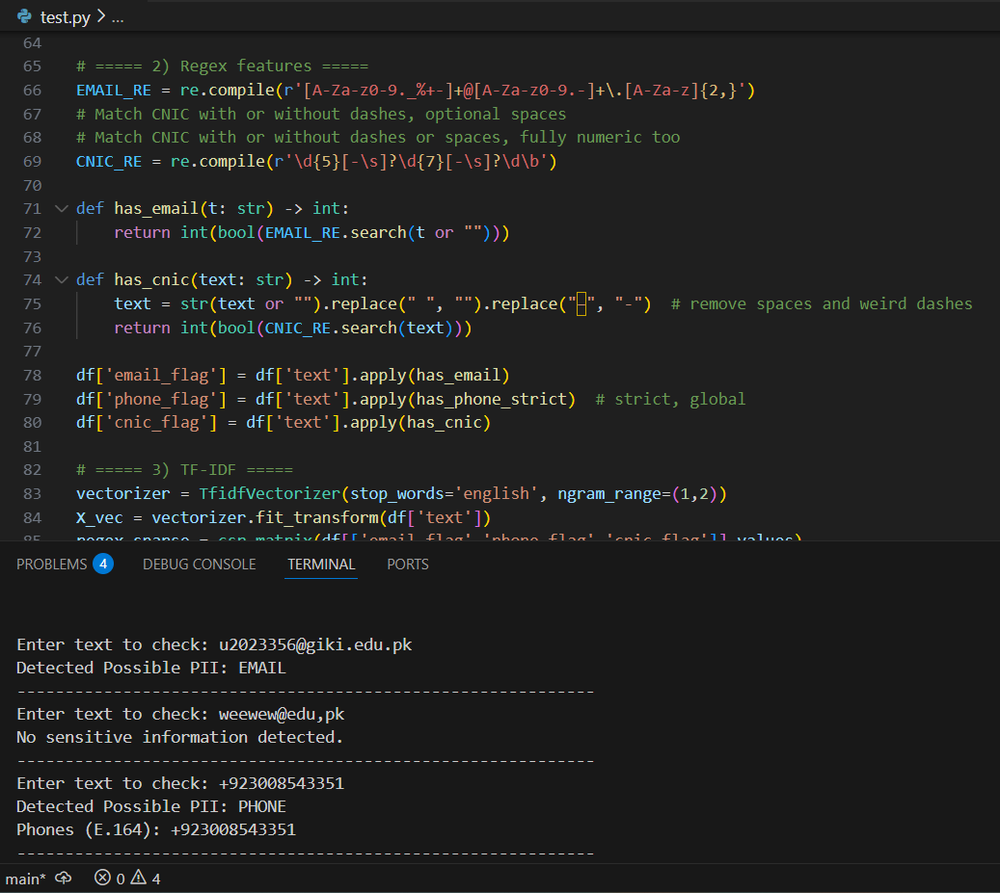 test.py > ...
64
65 # ===== 2) Regex features =====
66 EMAIL_RE = re.compile(r'[A-Za-z0-9._%+-]+@[A-Za-z0-9.-]+\.[A-Za-z]{2,}')
67 # Match CNIC with or without dashes, optional spaces
68 # Match CNIC with or without dashes or spaces, fully numeric too
69 CNIC_RE = re.compile(r'\d{5}[-\s]?\d{7}[-\s]?\d\b')
70
71 def has_email(t: str) -> int:
72     return int(bool(EMAIL_RE.search(t or "")))
73
74 def has_cnic(text: str) -> int:
75     text = str(text or "").replace(" ", "").replace("–", "-")  # remove spaces and weird dashes
76     return int(bool(CNIC_RE.search(text)))
77
78 df['email_flag'] = df['text'].apply(has_email)
79 df['phone_flag'] = df['text'].apply(has_phone_strict)  # strict, global
80 df['cnic_flag'] = df['text'].apply(has_cnic)
81
82 # ===== 3) TF-IDF =====
83 vectorizer = TfidfVectorizer(stop_words='english', ngram_range=(1,2))
84 X_vec = vectorizer.fit_transform(df['text'])
85 regex_sparse = csr_matrix(df[['email_flag','phone_flag','cnic_flag']].values)
PROBLEMS 4 DEBUG CONSOLE TERMINAL PORTS
Enter text to check: u2023356@giki.edu.pk
Detected Possible PII: EMAIL
------------------------------------------------------------
Enter text to check: weewew@edu,pk
No sensitive information detected.
------------------------------------------------------------
Enter text to check: +923008543351
Detected Possible PII: PHONE
Phones (E.164): +923008543351
------------------------------------------------------------
main* 0 4